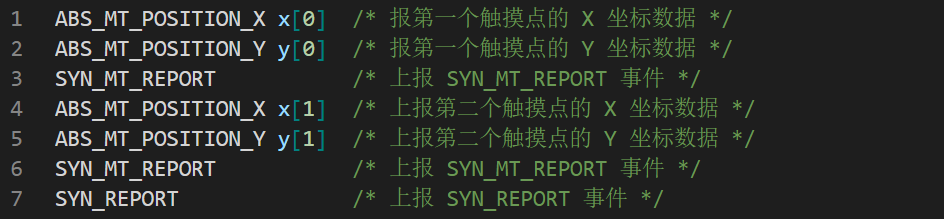 1 ABS_MT_POSITION_X x[0] /* 报第一个触摸点的 X 坐标数据 */
2 ABS_MT_POSITION_Y y[0] /* 报第一个触摸点的 Y 坐标数据 */
3 SYN_MT_REPORT /* 上报 SYN_MT_REPORT 事件 */
4 ABS_MT_POSITION_X x[1] /* 上报第二个触摸点的 X 坐标数据 */
5 ABS_MT_POSITION_Y y[1] /* 上报第二个触摸点的 Y 坐标数据 */
6 SYN_MT_REPORT /* 上报 SYN_MT_REPORT 事件 */
7 SYN_REPORT /* 上报 SYN_REPORT 事件 */